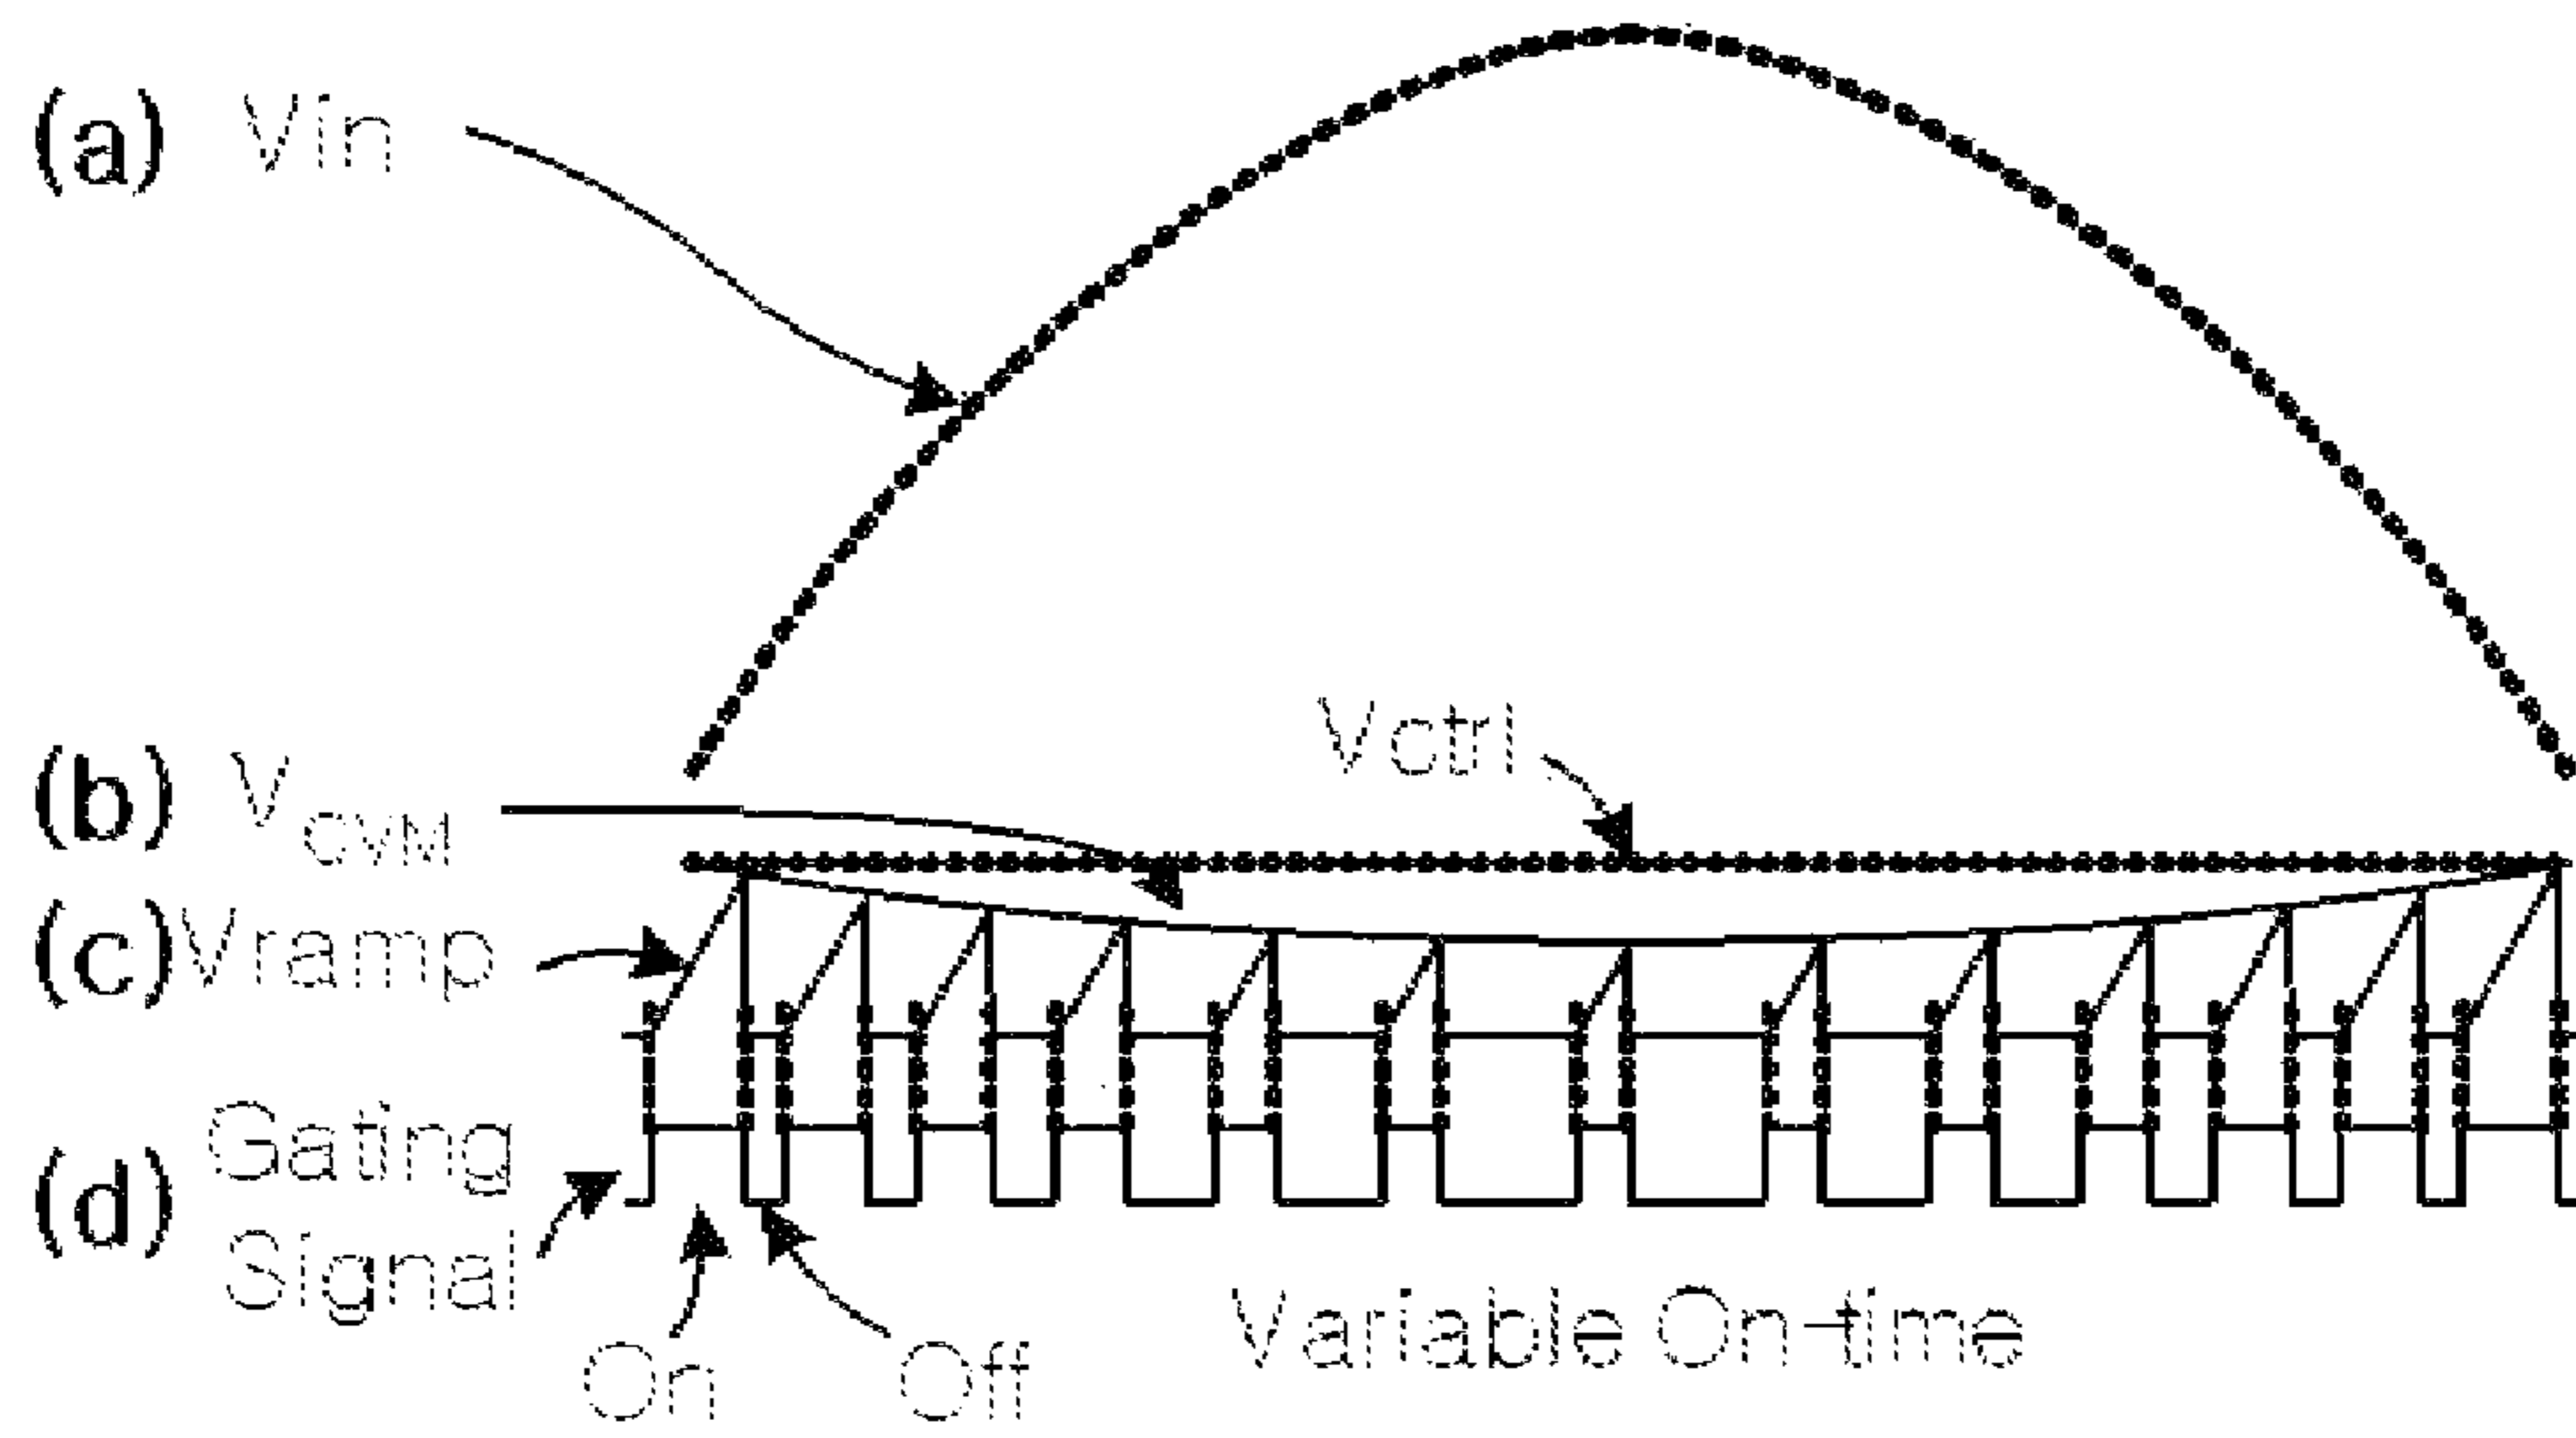 (a) Vin
Vctrl
(b) VCVM
(c) Vramp
(d) Gating
Signal
On
Off
Variable On-time